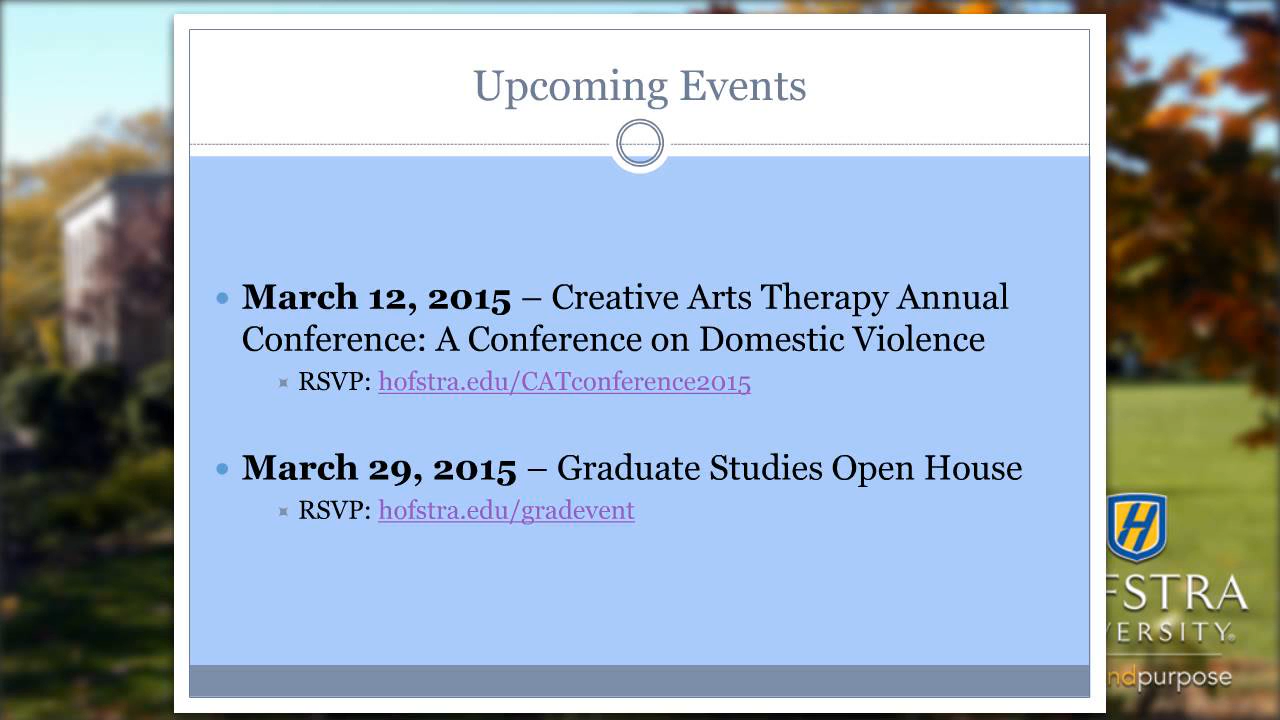 Upcoming Events
• March 12, 2015 – Creative Arts Therapy Annual
Conference: A Conference on Domestic Violence
RSVP: hofstra.edu/CATconference2015
• March 29, 2015 – Graduate Studies Open House
RSVP: hofstra.edu/gradevent
H
FSTRA
ERSITY®
ndpurpose